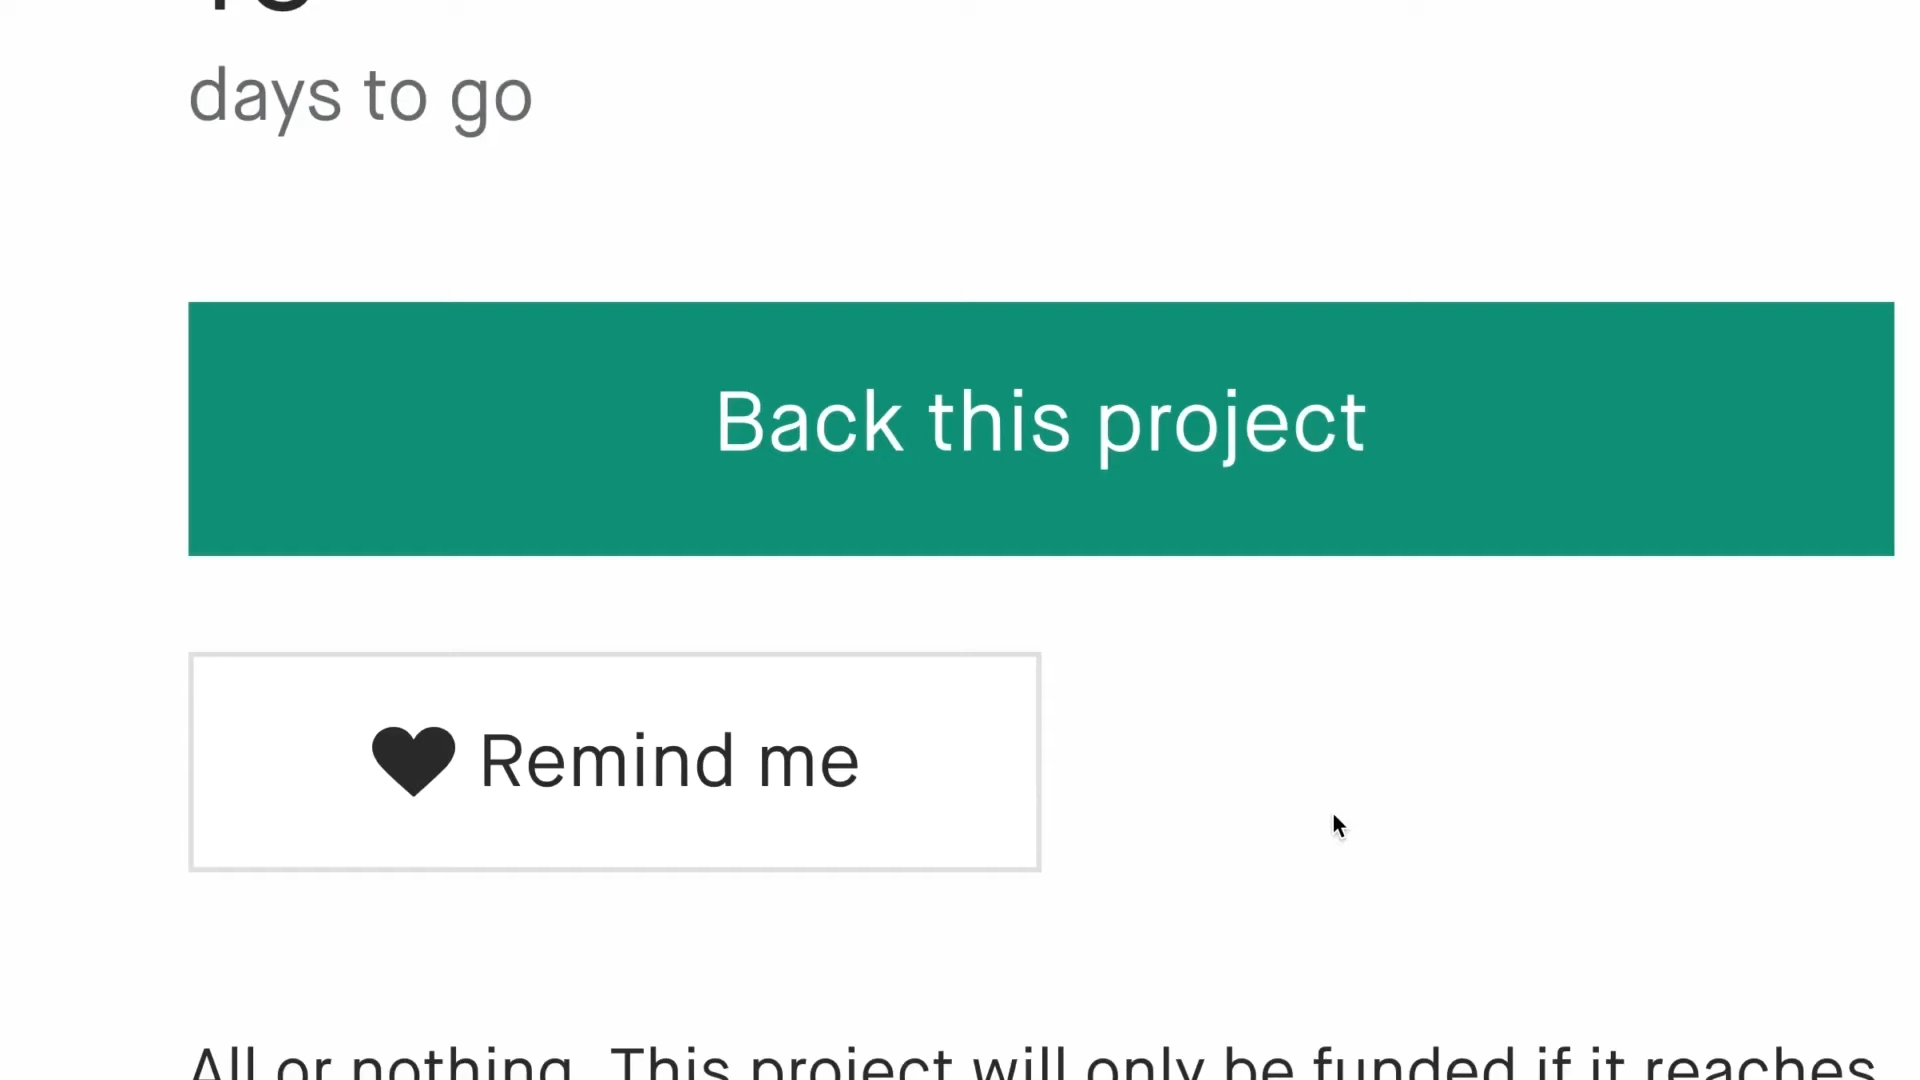 days to go
Back this project
Remind me
All or nothing. This project will only be funded if it reaches